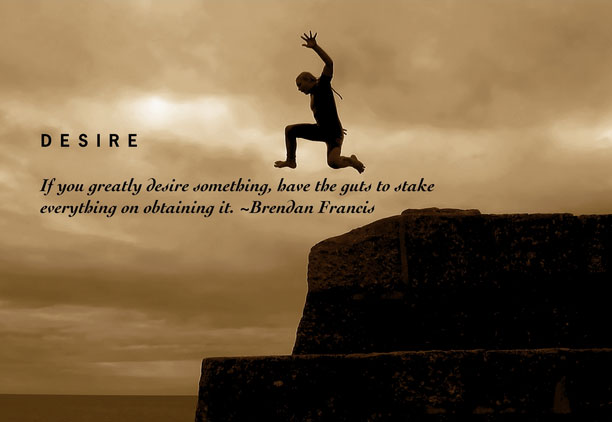 DESIRE
If you greatly desire something, have the guts to stake
everything on obtaining it. ~Brendan Francis